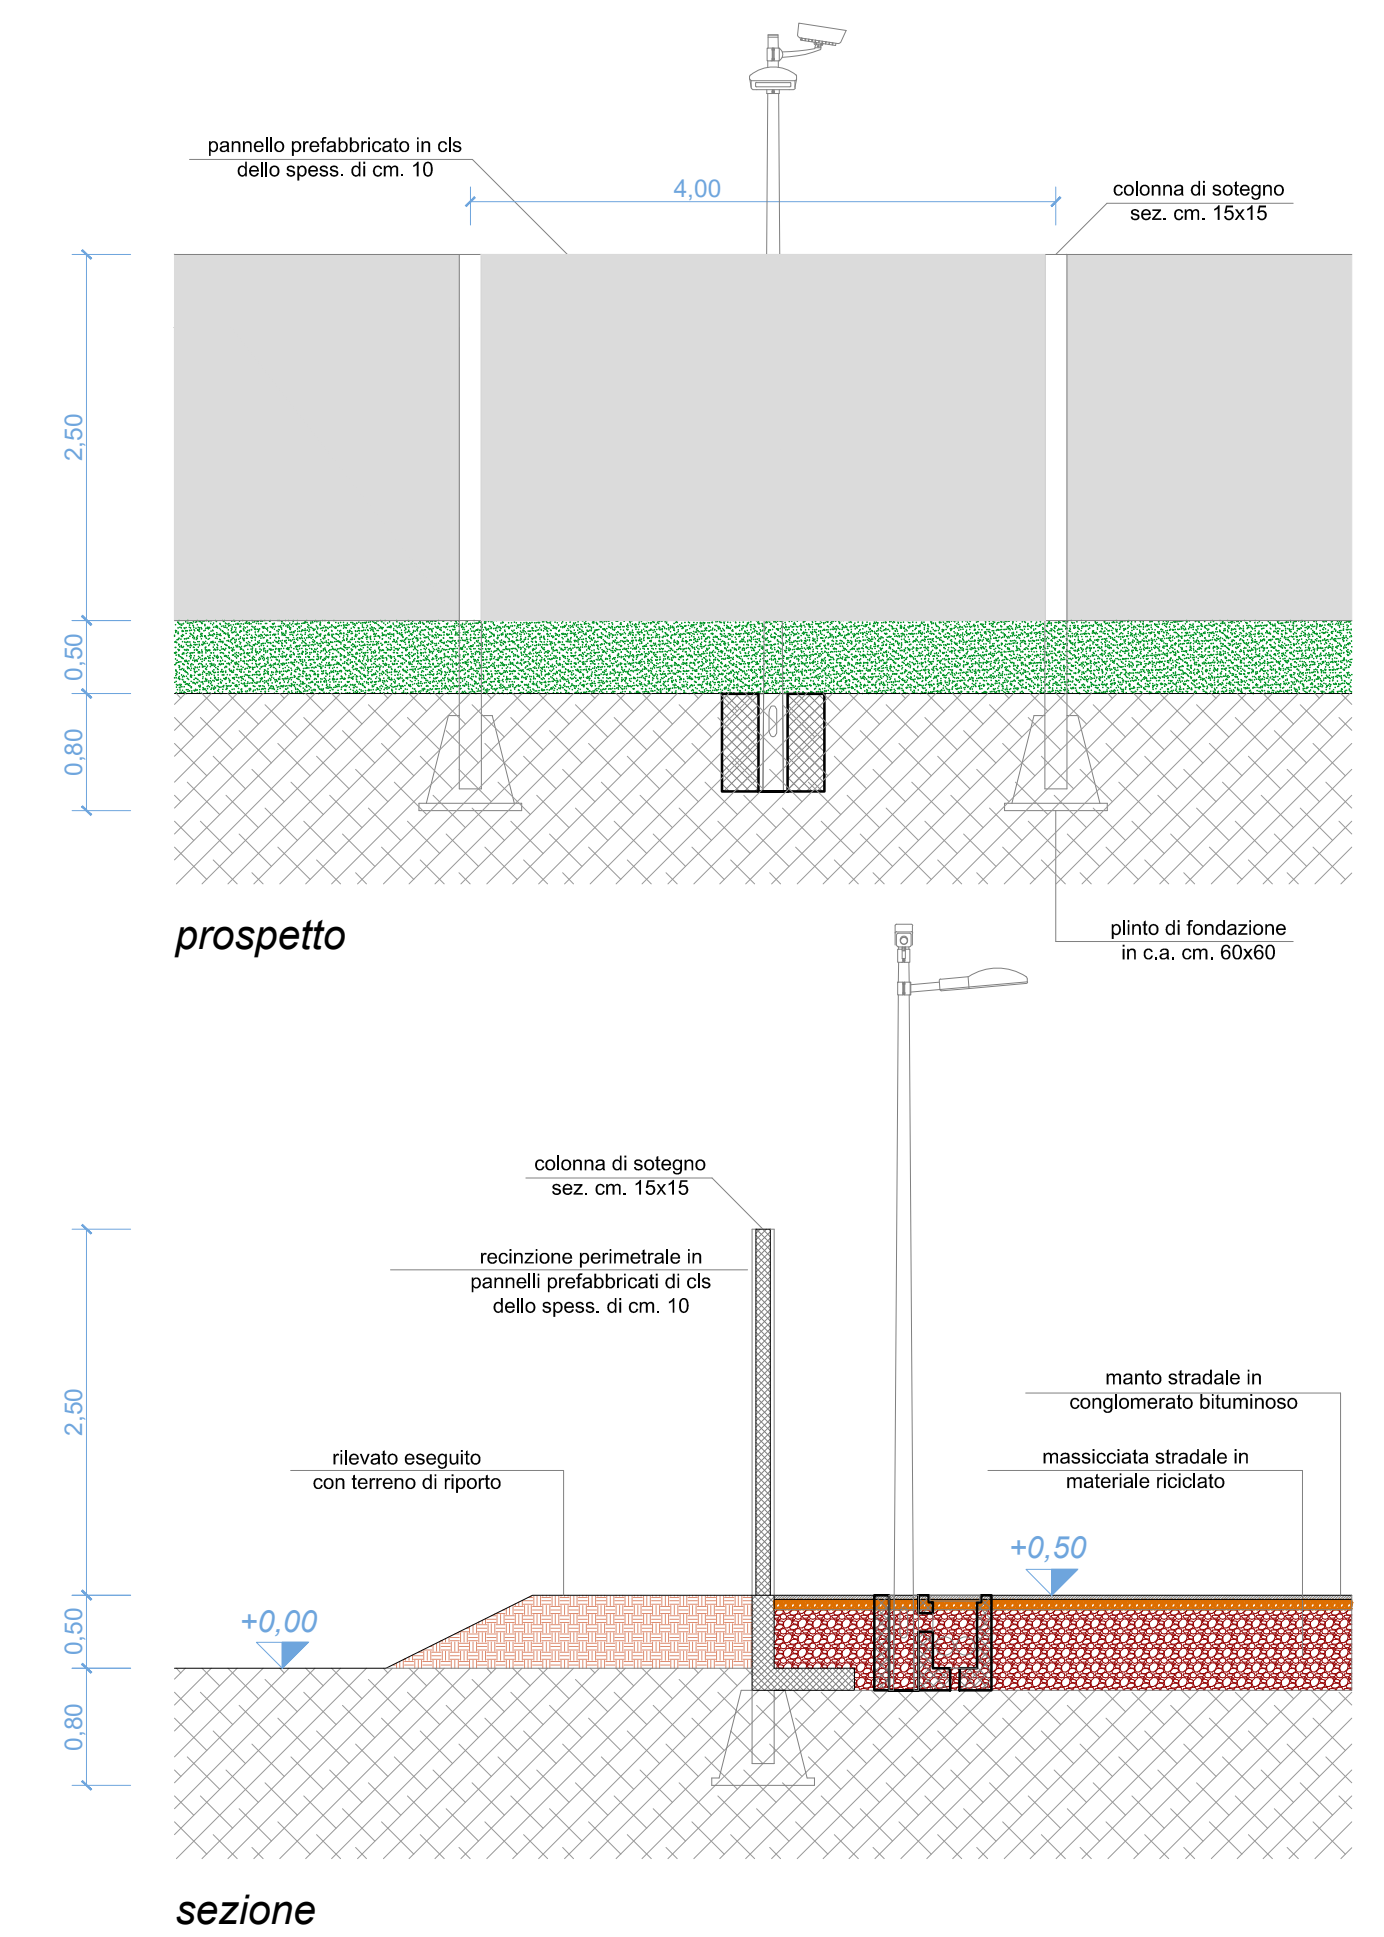 pannello prefabbricato in cls
dello spess. di cm. 10
4,00
colonna di sotegno
sez. cm. 15x15
2,50
0,50
0,80
prospetto
plinto di fondazione
in c.a. cm. 60x60
colonna di sotegno
sez. cm. 15x15
recinzione perimetrale in
pannelli prefabbricati di cls
dello spess. di cm. 10
manto stradale in
conglomerato bituminoso
2,50
rilevato eseguito
con terreno di riporto
massicciata stradale in
materiale riciclato
+0,50
+0,00
0,50
0,80
sezione